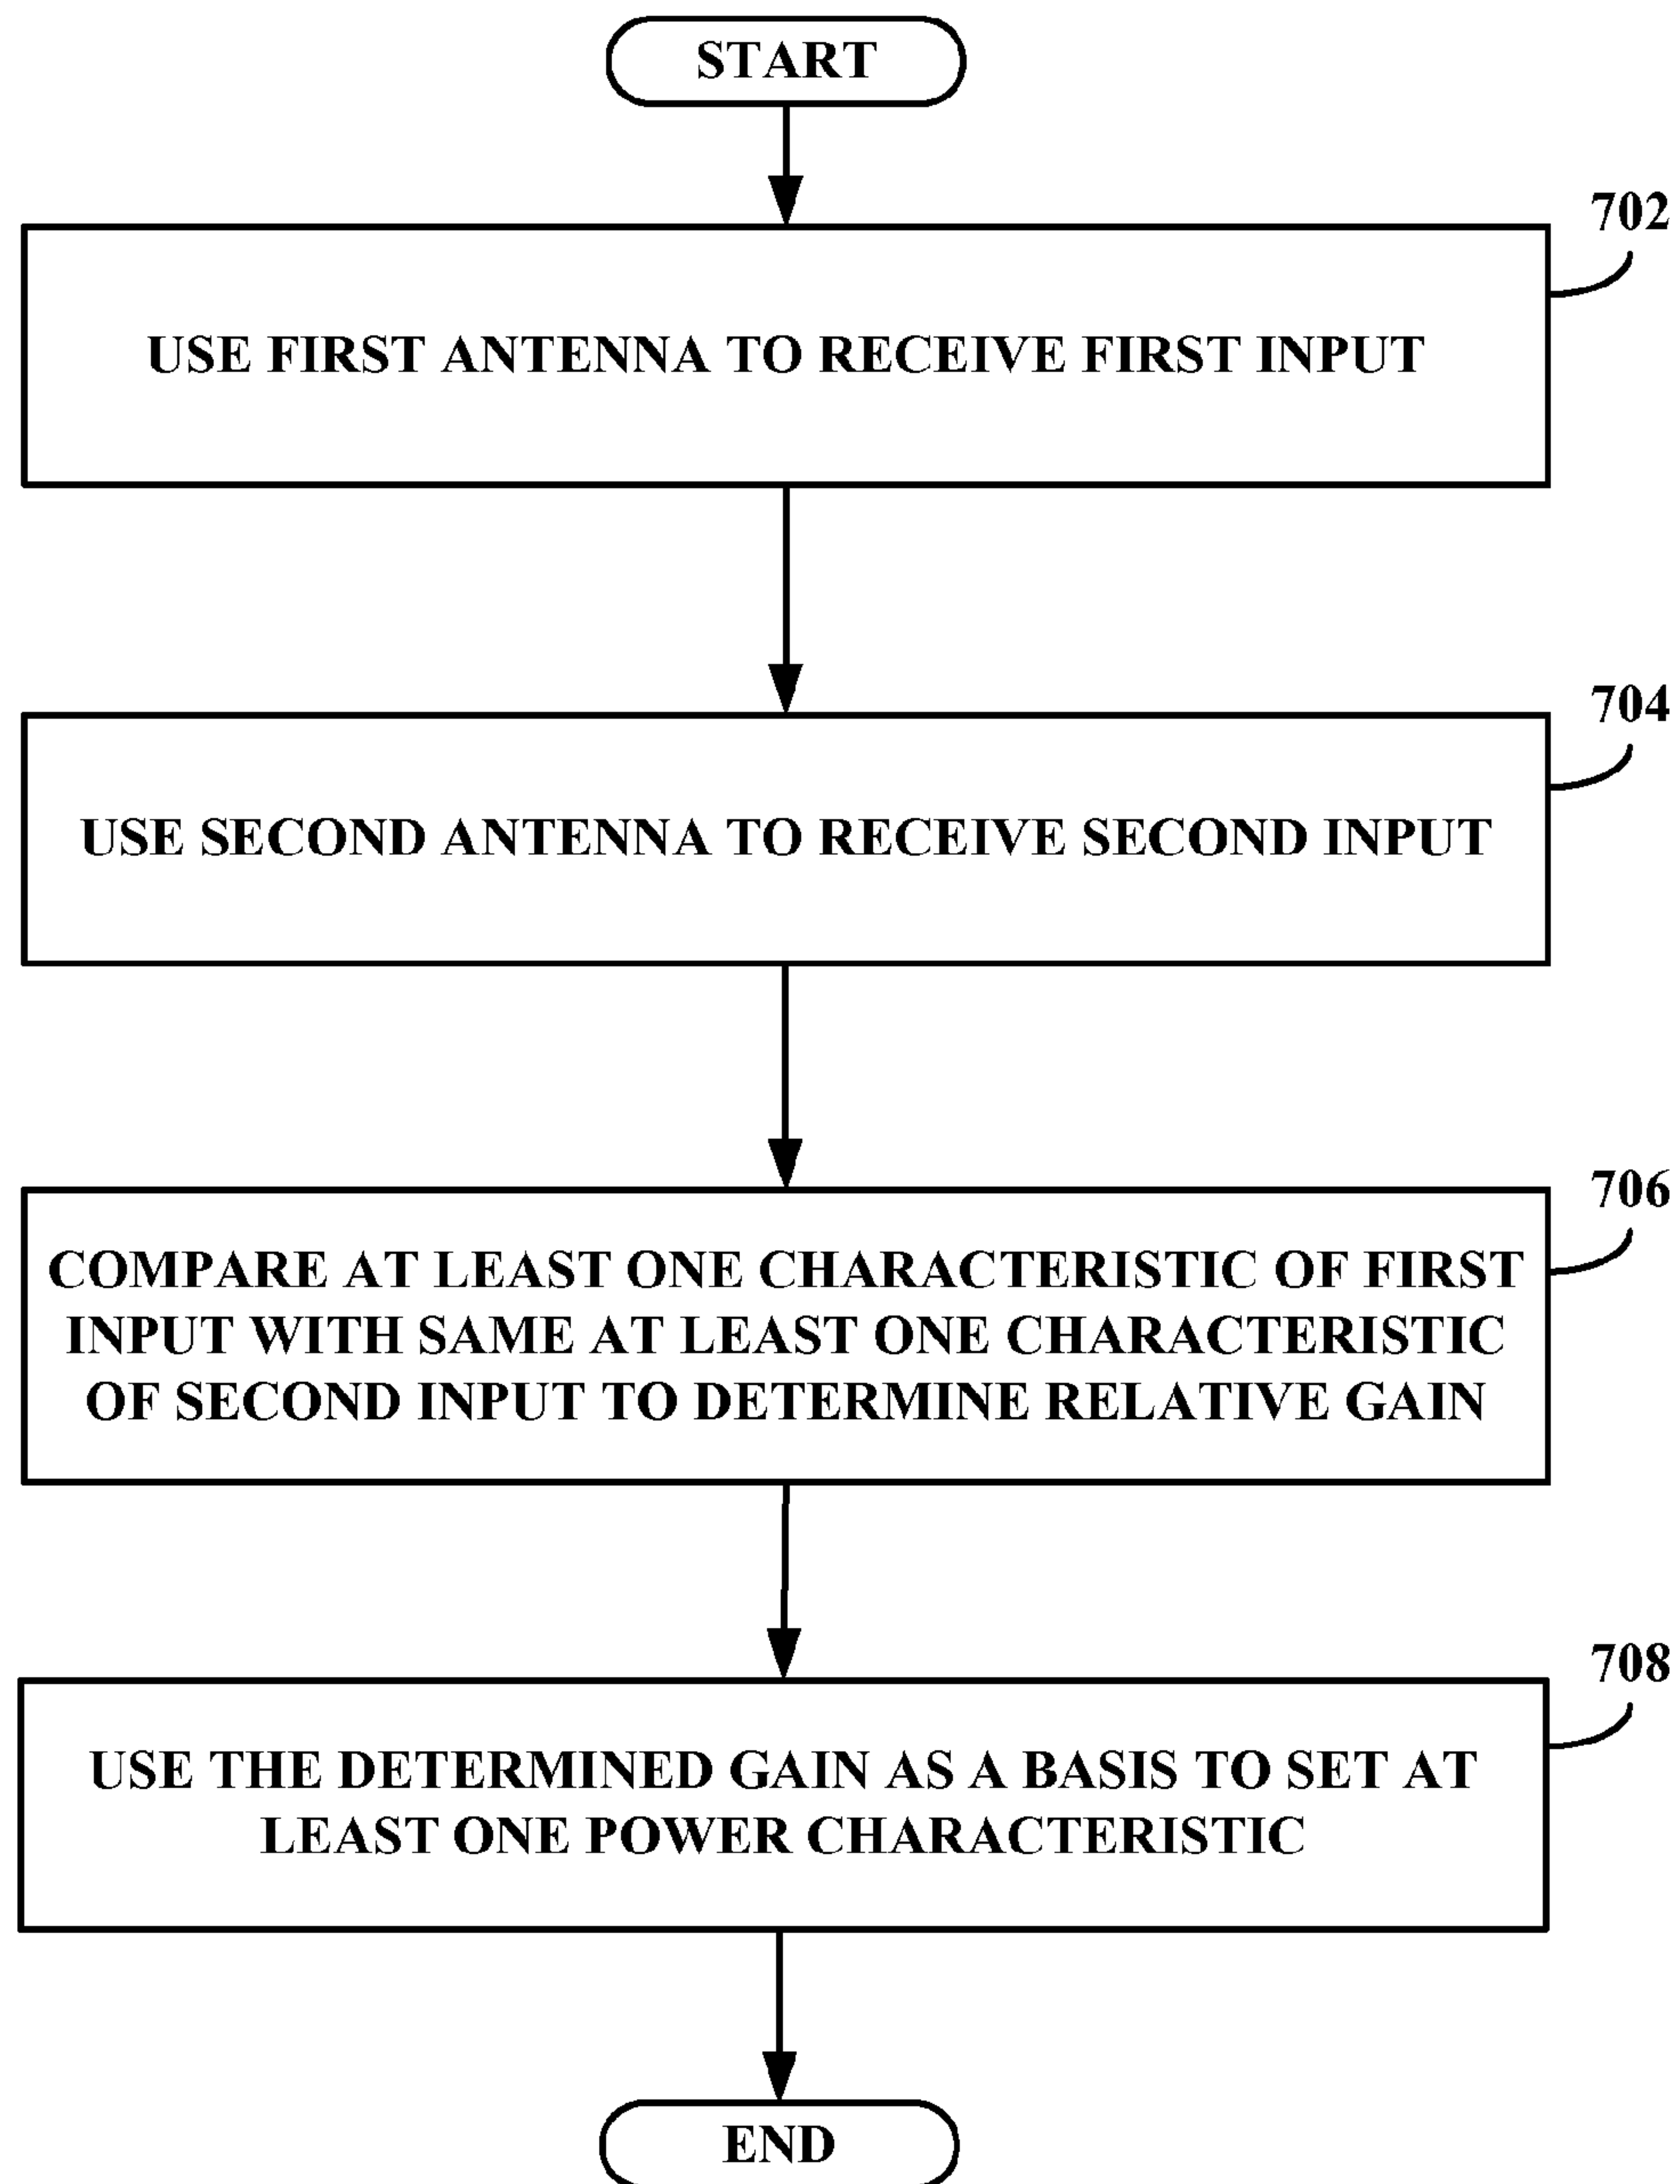 START
702
USE FIRST ANTENNA TO RECEIVE FIRST INPUT
704
USE SECOND ANTENNA TO RECEIVE SECOND INPUT
706
COMPARE AT LEAST ONE CHARACTERISTIC OF FIRST
INPUT WITH SAME AT LEAST ONE CHARACTERISTIC
OF SECOND INPUT TO DETERMINE RELATIVE GAIN
708
USE THE DETERMINED GAIN AS A BASIS TO SET AT
LEAST ONE POWER CHARACTERISTIC
END